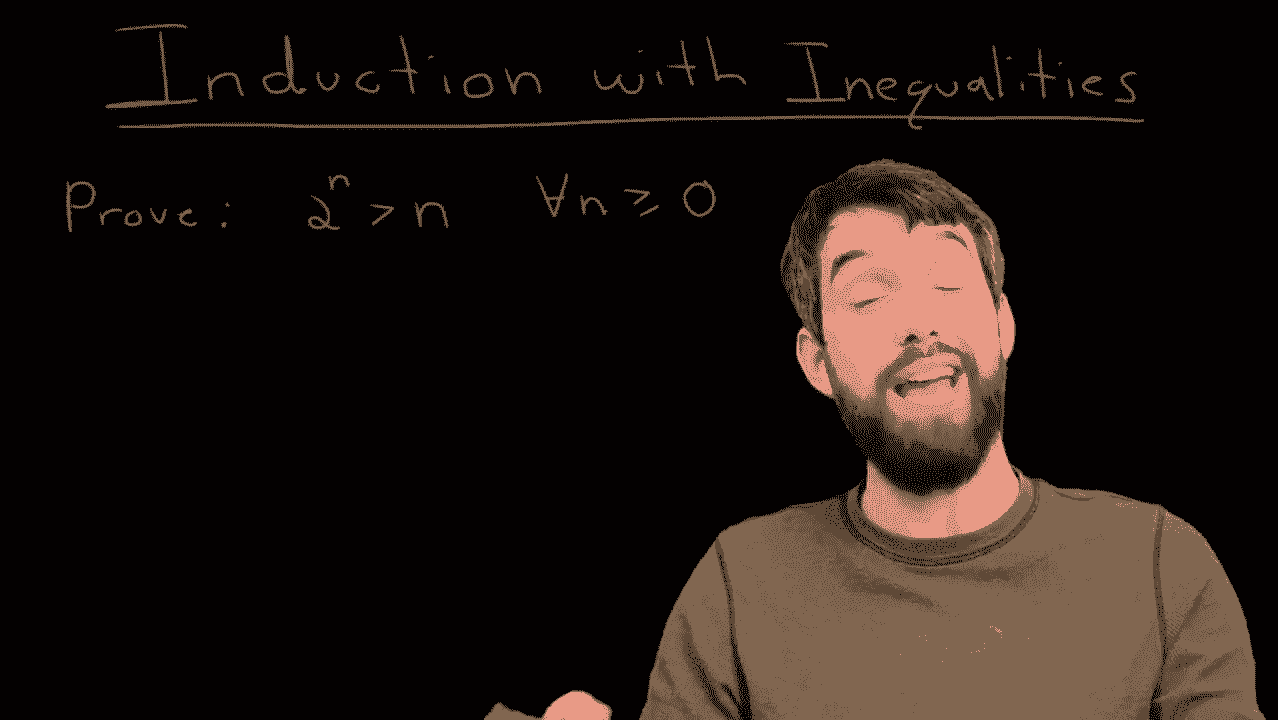 Induction with Inequalities
Prove: 2ⁿ > n ∀n ≥ 0